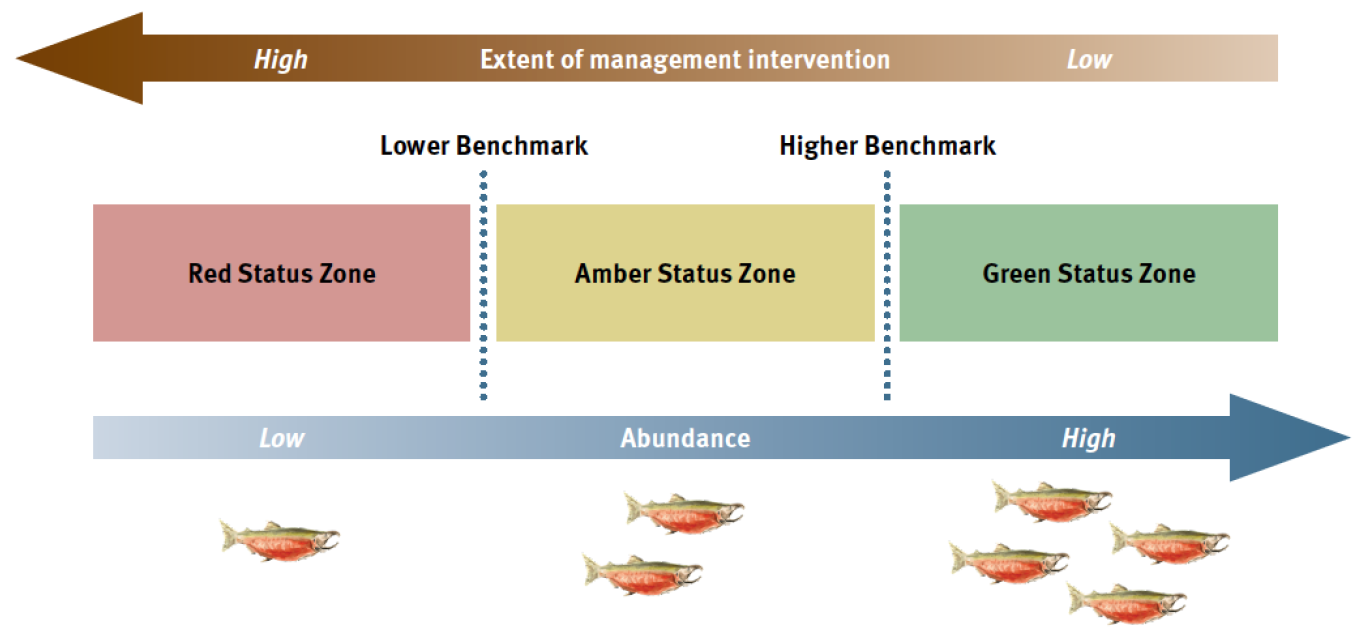 High Extent of management intervention Low
Lower Benchmark Higher Benchmark
Red Status Zone Amber Status Zone Green Status Zone
Low Abundance High